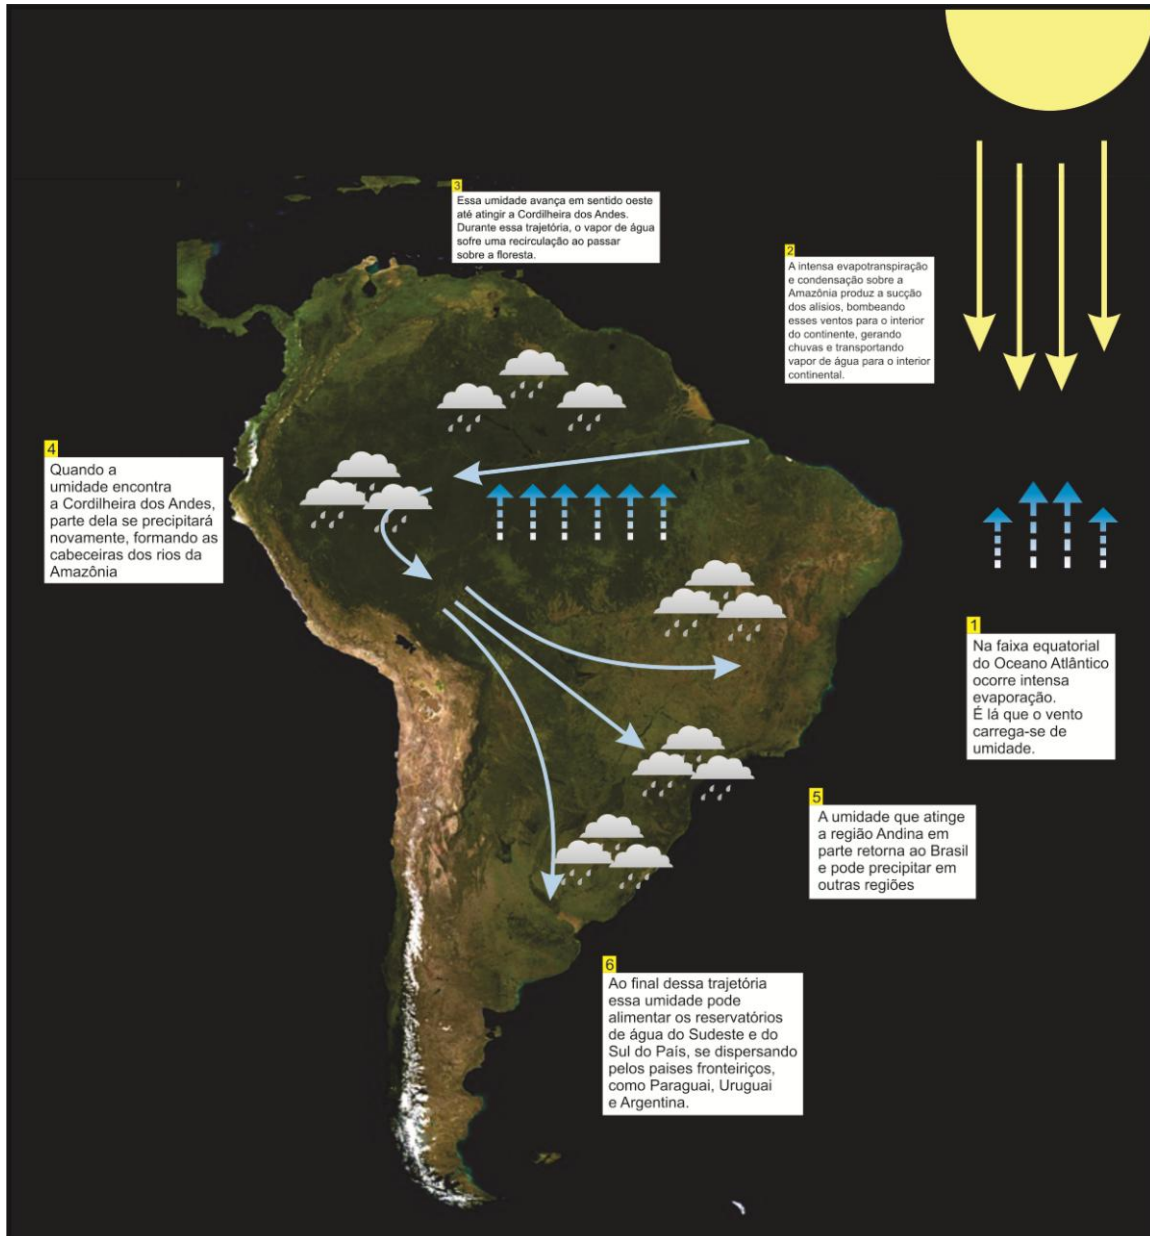 3
Essa umidade avança em sentido oeste
até atingir a Cordilheira dos Andes.
Durante essa trajetória, o vapor de água
sofre uma recirculação ao passar
sobre a floresta.
2
A intensa evapotranspiração
e condensação sobre a
Amazônia produz a sucção
dos alísios, bombeando
esses ventos para o interior
do continente, gerando
chuvas e transportando
vapor de água para o interior
continental.
4
Quando a
umidade encontra
a Cordilheira dos Andes,
parte dela se precipitará
novamente, formando as
cabeceiras dos rios da
Amazônia
1
Na faixa equatorial
do Oceano Atlântico
ocorre intensa
evaporação.
É lá que o vento
carrega-se de
umidade.
5
A umidade que atinge
a região Andina em
parte retorna ao Brasil
e pode precipitar em
outras regiões
6
Ao final dessa trajetória
essa umidade pode
alimentar os reservatórios
de água do Sudeste e do
Sul do País, se dispersando
pelos paises fronteiriços,
como Paraguai, Uruguai
e Argentina.